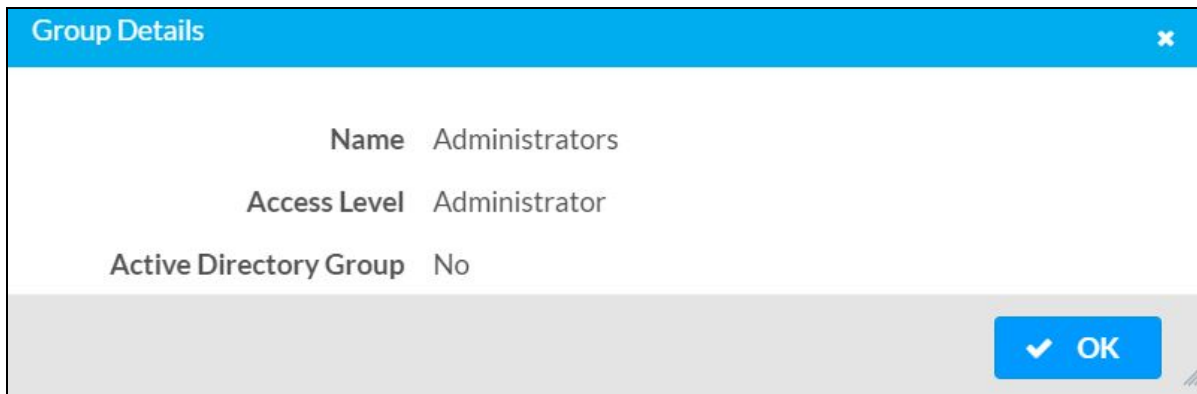 Group Details
Name Administrators
Access Level Administrator
Active Directory Group No
OK